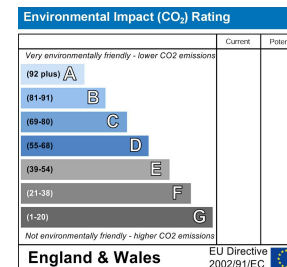 Environmental Impact (CO₂) Rating
Current Poten
Very environmentally friendly - lower CO2 emissions
(92 plus) A
(81-91) B
(69-80) C
(55-68) D
(39-54) E
(21-38) F
(1-20) G
Not environmentally friendly - higher CO2 emissions
England & Wales
EU Directive
2002/91/EC